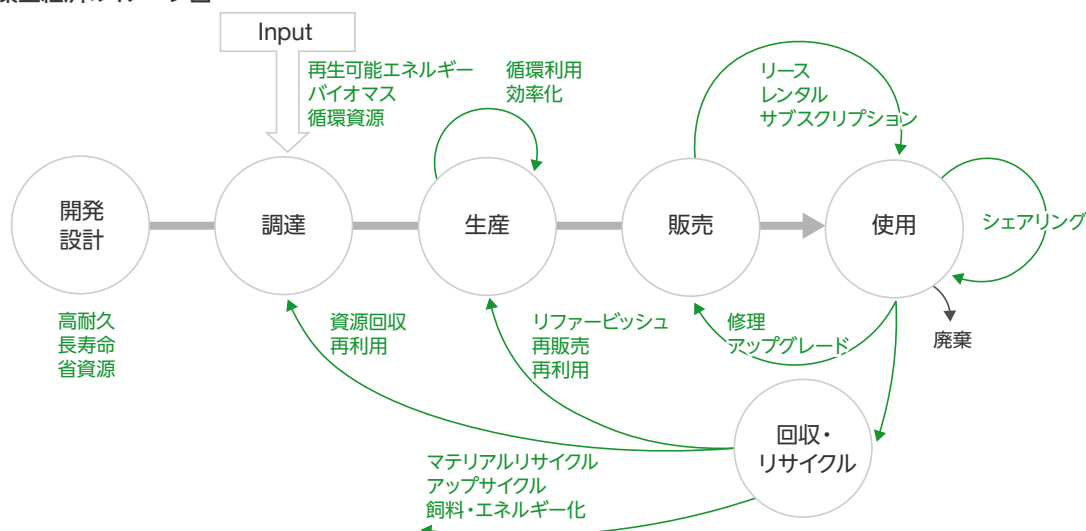 Input
再生可能エネルギー
バイオマス
循環資源
循環利用
効率化
リース
レンタル
サブスクリプション
開発
設計
調達
生産
販売
使用
シェアリング
高耐久
長寿命
省資源
資源回収
再利用
リファービッシュ
再販売
再利用
修理
アップグレード
廃棄
回収・
リサイクル
マテリアルリサイクル
アップサイクル
飼料・エネルギー化